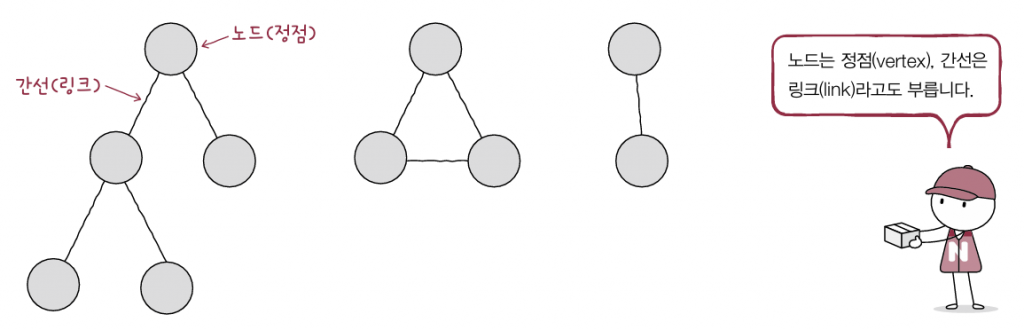 노드(정점)
간선(링크)
노드는 정점(vertex), 간선은
링크(link)라고도 부릅니다.
N